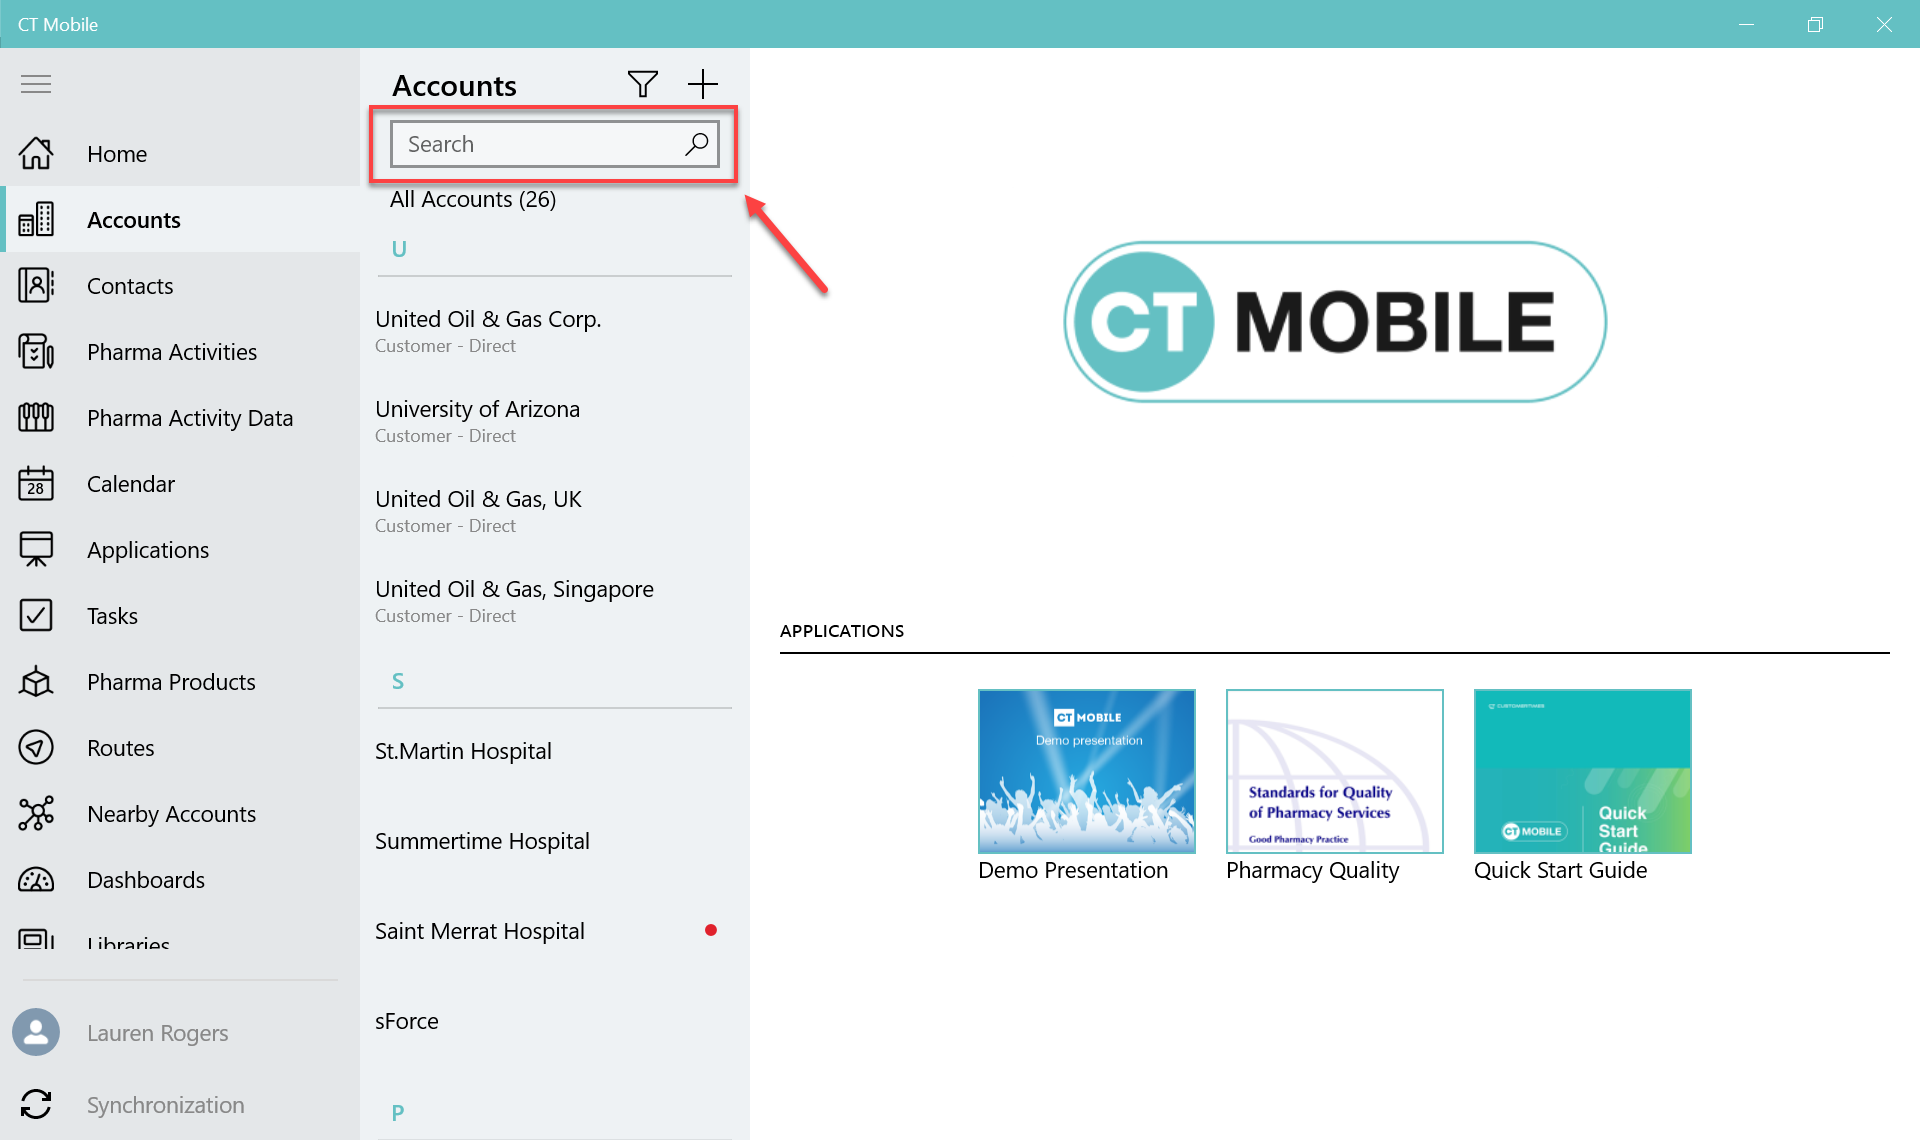 CT Mobile
Home
Accounts
Contacts
Pharma Activities
Pharma Activity Data
28
Calendar
Applications
Tasks
Pharma Products
Routes
Nearby Accounts
Dashboards
Libraries
Lauren Rogers
Synchronization
Accounts
Search
All Accounts (26)
U
United Oil & Gas Corp.
Customer - Direct
University of Arizona
Customer - Direct
United Oil & Gas, UK
Customer - Direct
United Oil & Gas, Singapore
Customer - Direct
S
St.Martin Hospital
Summertime Hospital
Saint Merrat Hospital
sForce
P
CT MOBILE
APPLICATIONS
CT MOBILE
Demo presentation
Demo Presentation
Standards for Quality
of Pharmacy Services
Good Pharmacy Practice
Pharmacy Quality
CUSTOMERTIMES
CT MOBILE
Quick
Start
Guide
Quick Start Guide